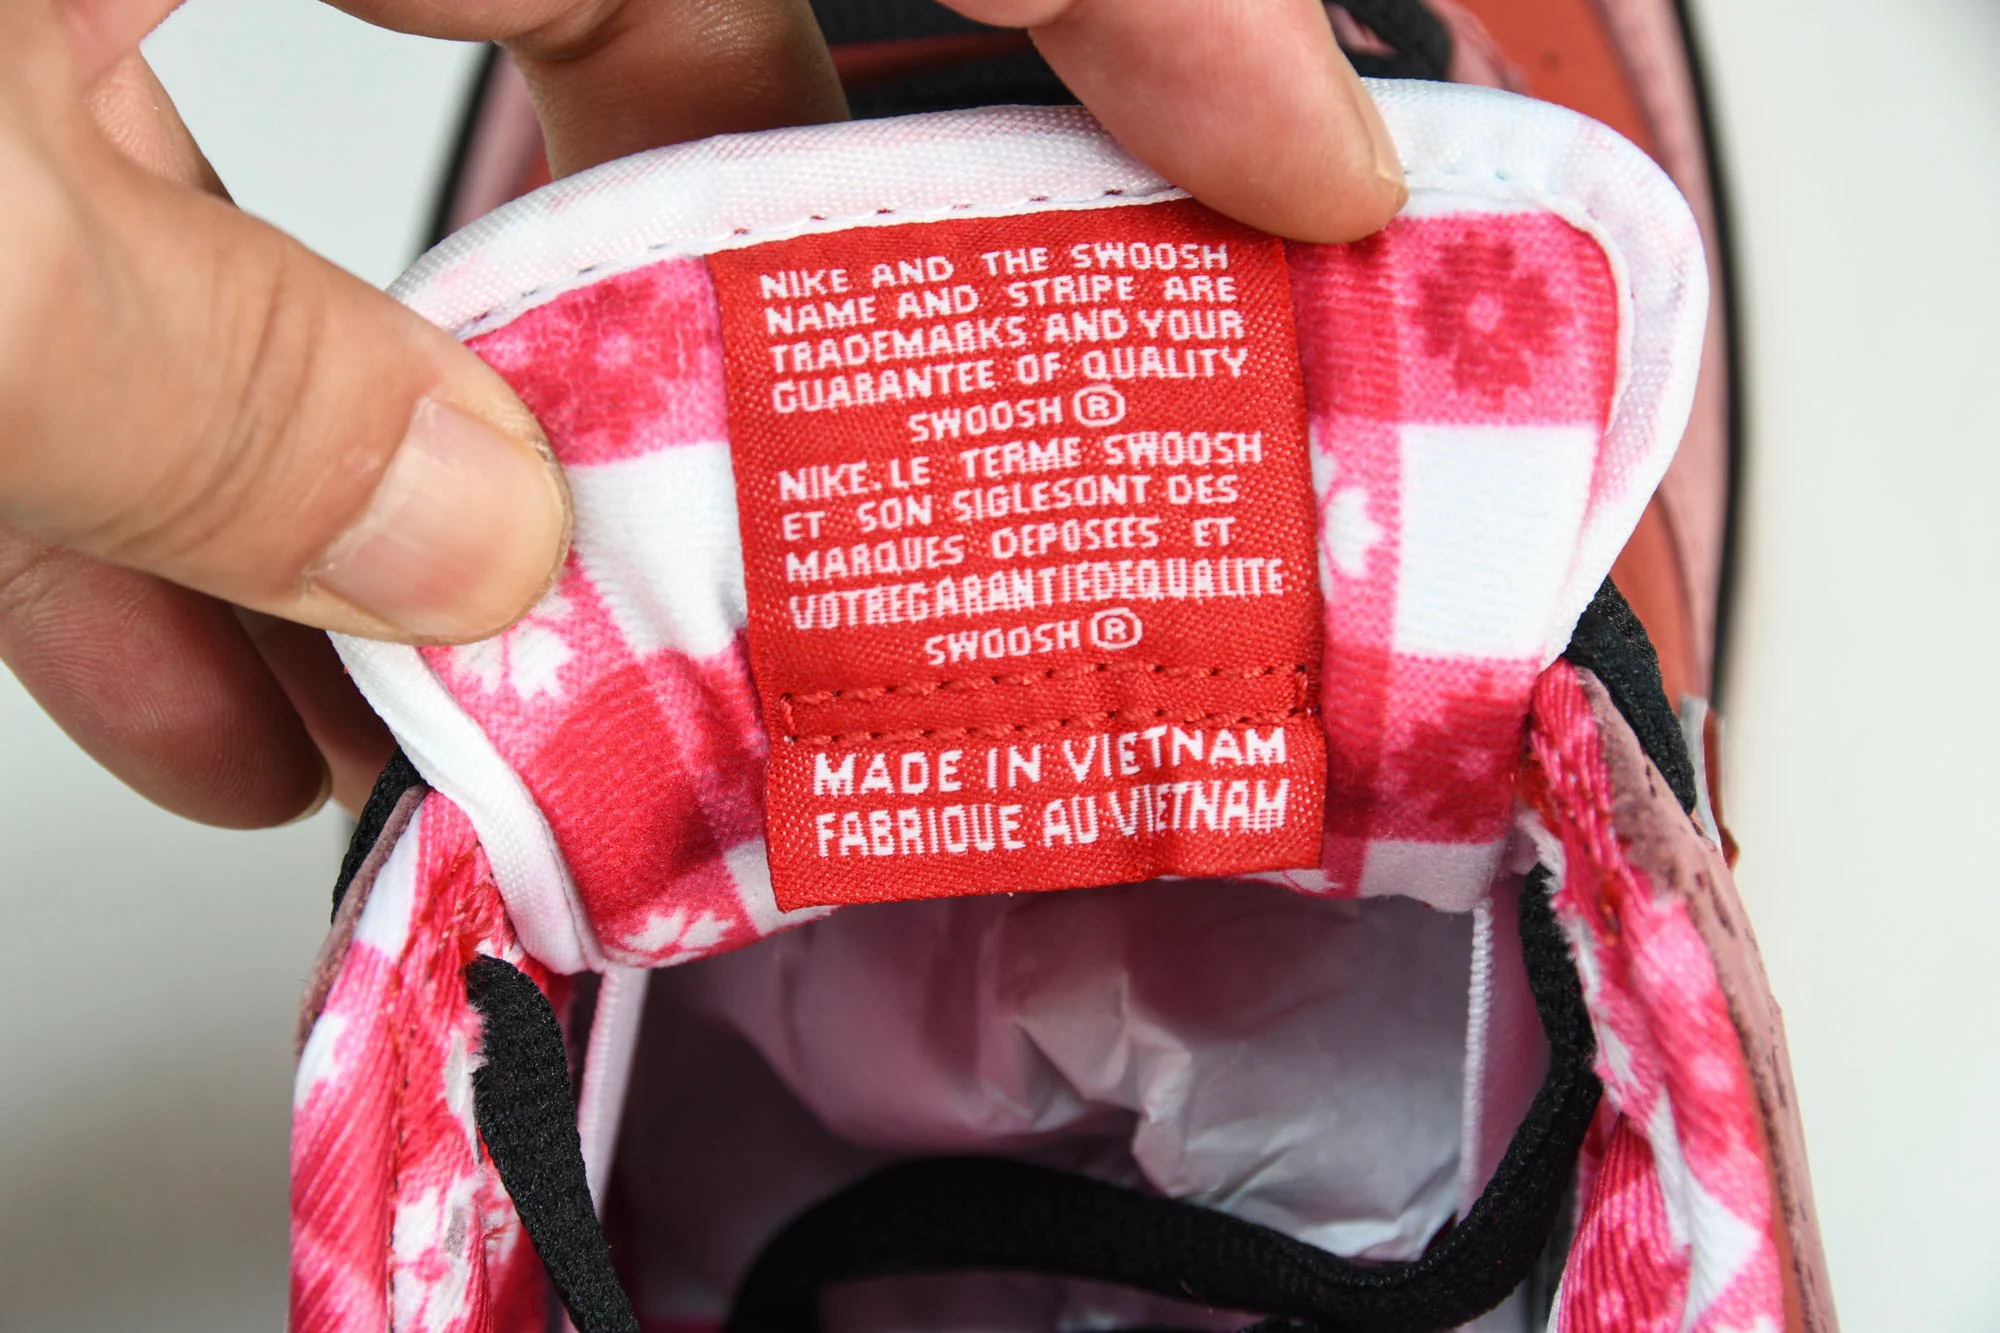 NIKE AND THE SWOOSH
NAME AND STRIPE ARE
TRADEMARKS AND YOUR
GUARANTEE OF QUALITY
SWOOSH ®
NIKE. LE TERME SWOOSH
ET SON SIGLESONT DES
MARQUES DEPOSEES ET
VOTREGARANTIEDEQUALITE
SWOOSH ®
MADE IN VIETNAM
FABRIQUE AU VIETNAM